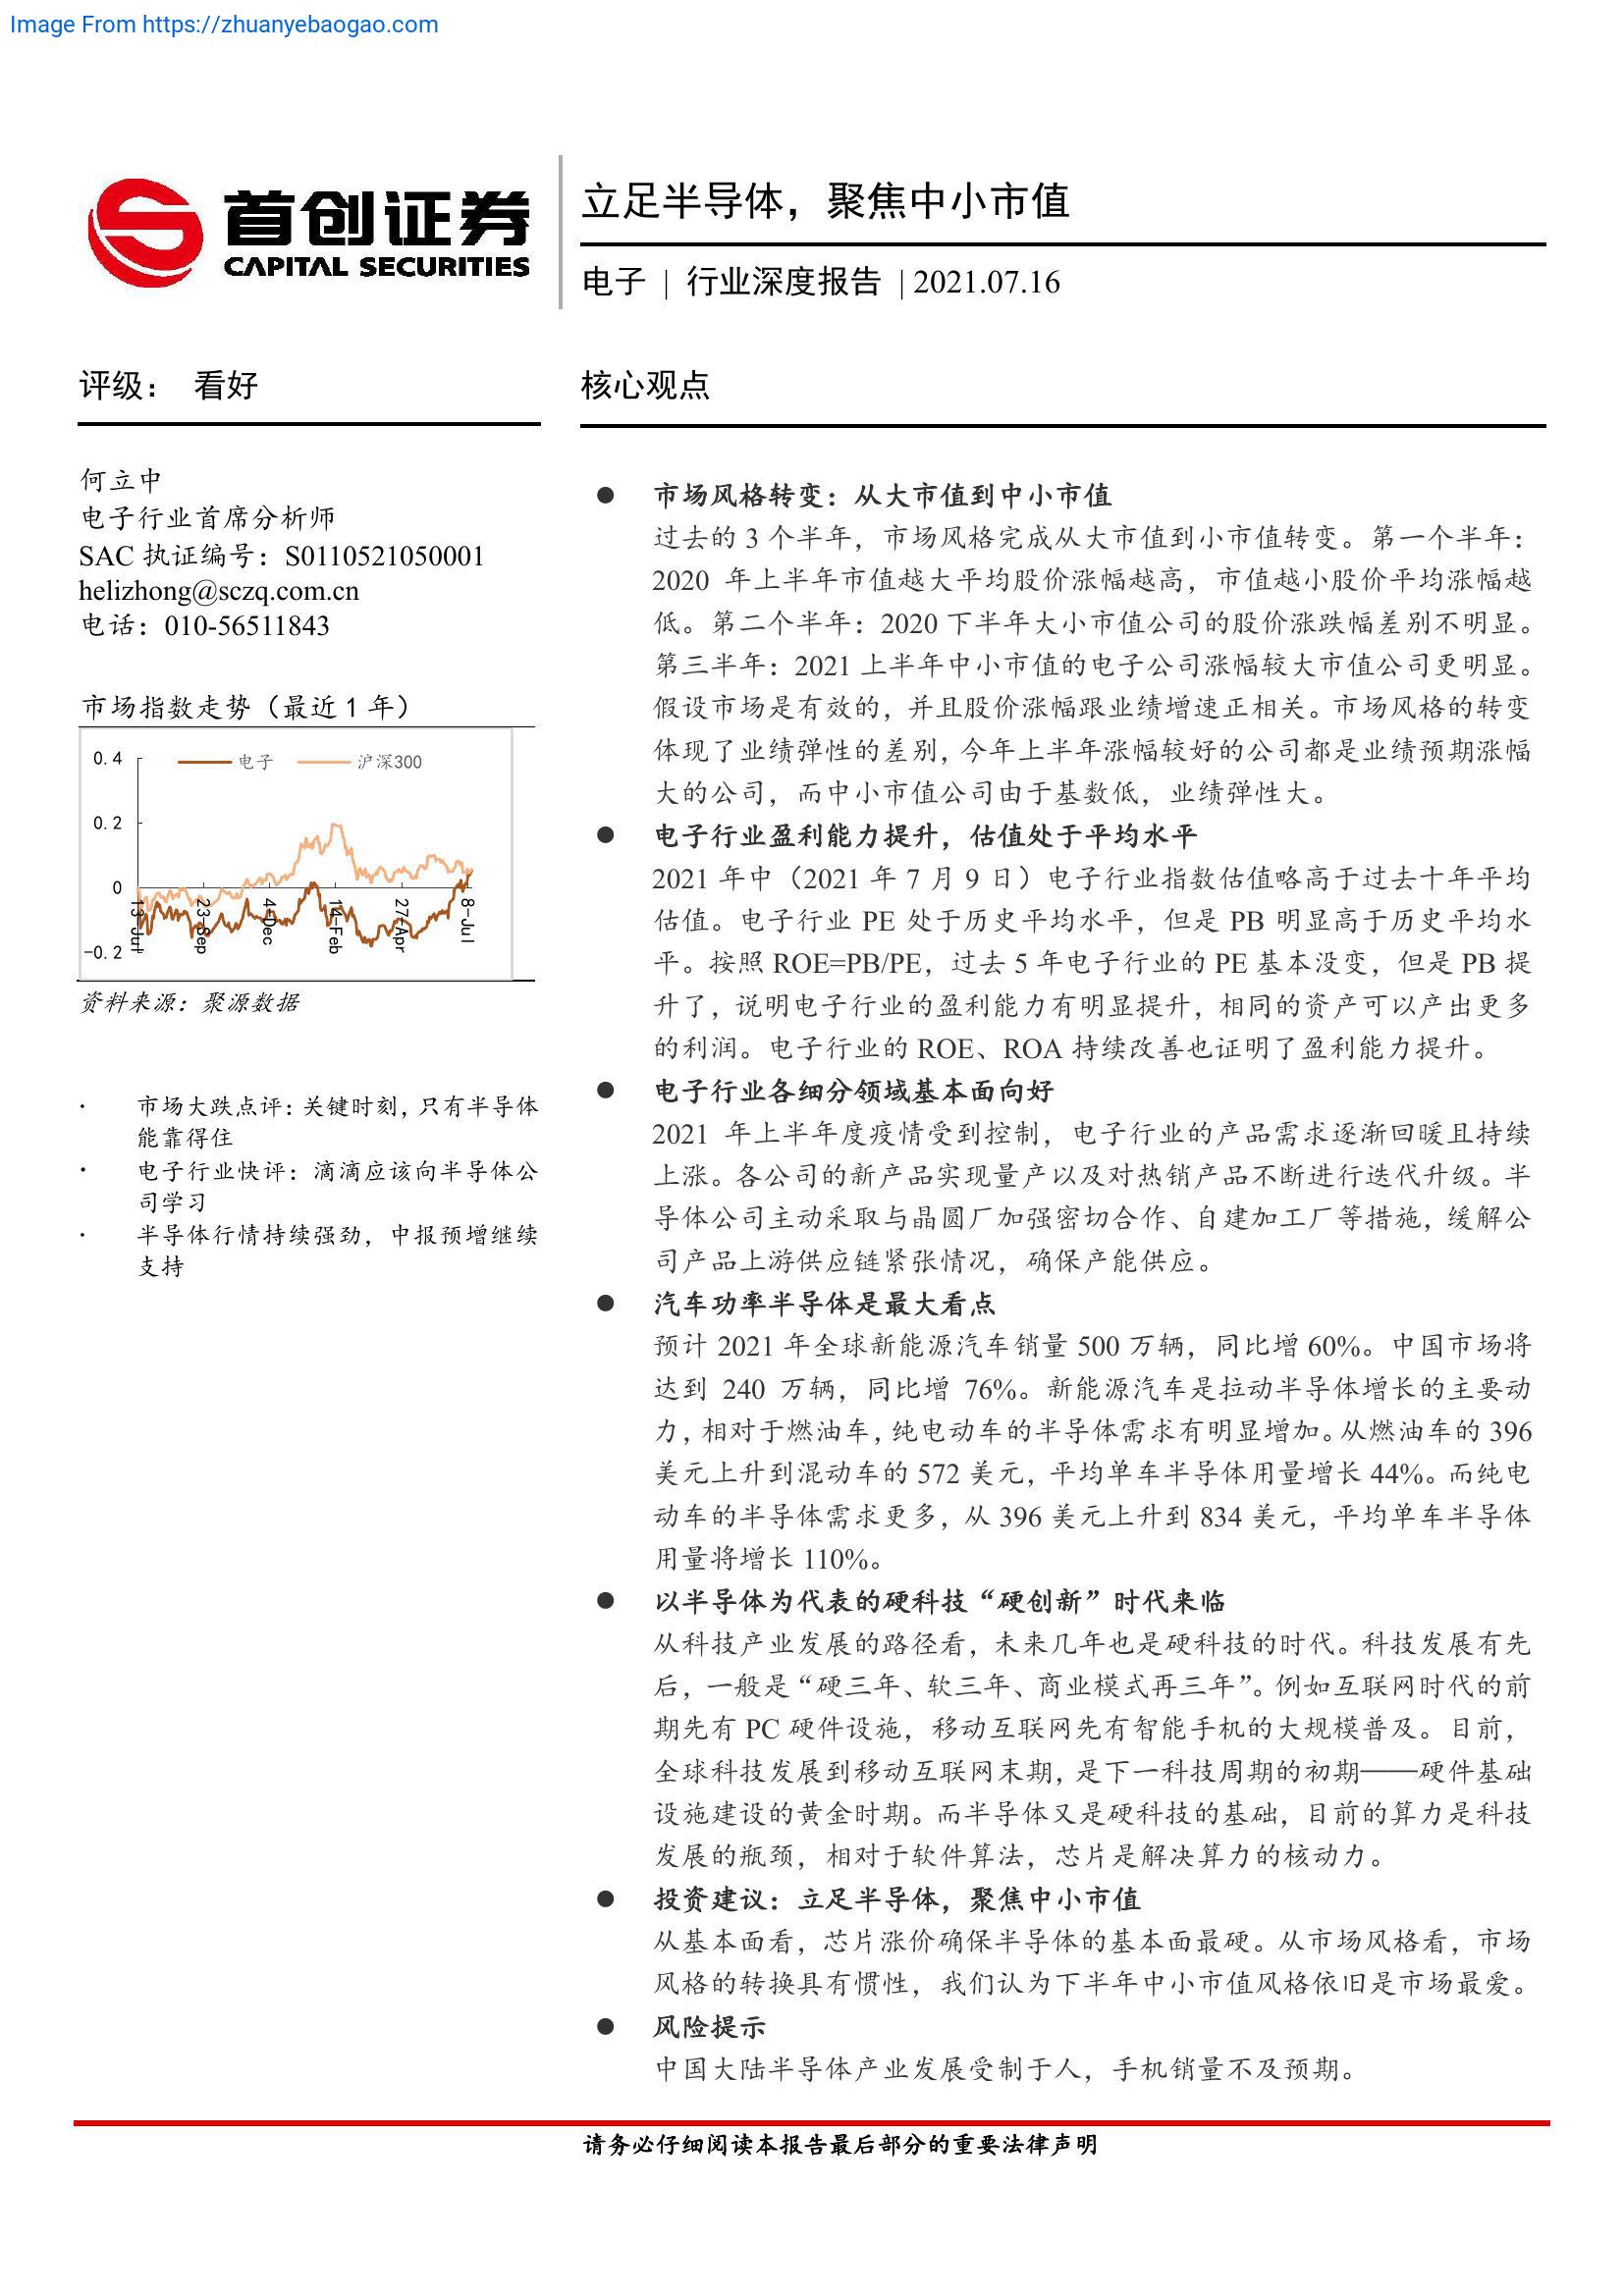 Image From https://zhuanyebaogao.com
首创证券
CAPITAL SECURITIES
立足半导体，聚焦中小市值
电子 | 行业深度报告 | 2021.07.16
评级： 看好
何立中
电子行业首席分析师
SAC 执证编号：S0110521050001
helizhong@sczq.com.cn
电话：010-56511843
市场指数走势（最近 1 年）
电子 沪深300
0.4
0.2
0
-0.2
13-Jul 23-Sep 4-Dec 14-Feb 27-Apr 8-Jul
资料来源：聚源数据
· 市场大跌点评：关键时刻，只有半导体
能靠得住
· 电子行业快评：滴滴应该向半导体公
司学习
· 半导体行情持续强劲，中报预增继续
支持
核心观点
● 市场风格转变：从大市值到中小市值
过去的 3 个半年，市场风格完成从大市值到小市值转变。第一个半年：
2020 年上半年市值越大平均股价涨幅越高，市值越小股价平均涨幅越
低。第二个半年：2020 下半年大小市值公司的股价涨跌幅差别不明显。
第三半年：2021 上半年中小市值的电子公司涨幅较大市值公司更明显。
假设市场是有效的，并且股价涨幅跟业绩增速正相关。市场风格的转变
体现了业绩弹性的差别，今年上半年涨幅较好的公司都是业绩预期涨幅
大的公司，而中小市值公司由于基数低，业绩弹性大。
● 电子行业盈利能力提升，估值处于平均水平
2021 年中（2021 年 7 月 9 日）电子行业指数估值略高于过去十年平均
估值。电子行业 PE 处于历史平均水平，但是 PB 明显高于历史平均水
平。按照 ROE=PB/PE，过去 5 年电子行业的 PE 基本没变，但是 PB 提
升了，说明电子行业的盈利能力有明显提升，相同的资产可以产出更多
的利润。电子行业的 ROE、ROA 持续改善也证明了盈利能力提升。
● 电子行业各细分领域基本面向好
2021 年上半年度疫情受到控制，电子行业的产品需求逐渐回暖且持续
上涨。各公司的新产品实现量产以及对热销产品不断进行迭代升级。半
导体公司主动采取与晶圆厂加强密切合作、自建加工厂等措施，缓解公
司产品上游供应链紧张情况，确保产能供应。
● 汽车功率半导体是最大看点
预计 2021 年全球新能源汽车销量 500 万辆，同比增 60%。中国市场将
达到 240 万辆，同比增 76%。新能源汽车是拉动半导体增长的主要动
力，相对于燃油车，纯电动车的半导体需求有明显增加。从燃油车的 396
美元上升到混动车的 572 美元，平均单车半导体用量增长 44%。而纯电
动车的半导体需求更多，从 396 美元上升到 834 美元，平均单车半导体
用量将增长 110%。
● 以半导体为代表的硬科技“硬创新”时代来临
从科技产业发展的路径看，未来几年也是硬科技的时代。科技发展有先
后，一般是“硬三年、软三年、商业模式再三年”。例如互联网时代的前
期先有 PC 硬件设施，移动互联网先有智能手机的大规模普及。目前，
全球科技发展到移动互联网末期，是下一科技周期的初期——硬件基础
设施建设的黄金时期。而半导体又是硬科技的基础，目前的算力是科技
发展的瓶颈，相对于软件算法，芯片是解决算力的核动力。
● 投资建议：立足半导体，聚焦中小市值
从基本面看，芯片涨价确保半导体的基本面最硬。从市场风格看，市场
风格的转换具有惯性，我们认为下半年中小市值风格依旧是市场最爱。
● 风险提示
中国大陆半导体产业发展受制于人，手机销量不及预期。
请务必仔细阅读本报告最后部分的重要法律声明